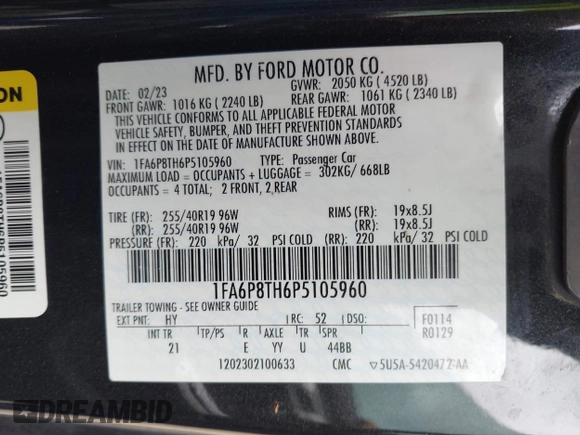 MFD. BY FORD MOTOR CO.
DATE: 02/23 GVWR: 2050 KG ( 4520 LB)
FRONT GAWR: 1016 KG ( 2240 LB) REAR GAWR: 1061 KG ( 2340 LB)
THIS VEHICLE CONFORMS TO ALL APPLICABLE FEDERAL MOTOR
VEHICLE SAFETY, BUMPER, AND THEFT PREVENTION STANDARDS
IN EFFECT ON THE DATE OF MANUFACTURE SHOWN ABOVE.
VIN: 1FA6P8TH6P5105960 TYPE: Passenger Car
MAXIMUM LOAD = OCCUPANTS + LUGGAGE = 302KG/ 668LB
OCCUPANTS = 4 TOTAL; 2 FRONT, 2,REAR
TIRE (FR): 255/40R19 96W RIMS (FR): 19x8.5J
(RR): 255/40R19 96W (RR): 19x8.5J
PRESSURE (FR): 220 kPa/ 32 PSI COLD (RR): 220 kPa/ 32 PSI COLD
1FA6P8TH6P5105960
TRAILER TOWING - SEE OWNER GUIDE
EXT PNT: HY RC: 52 DSO: F0114
R0129
INT TR TP/PS R AXLE TR SPR
21 E YY U 44BB
1202302100633 CMC 5U5A-5420472-AA
ON
DREAMBID